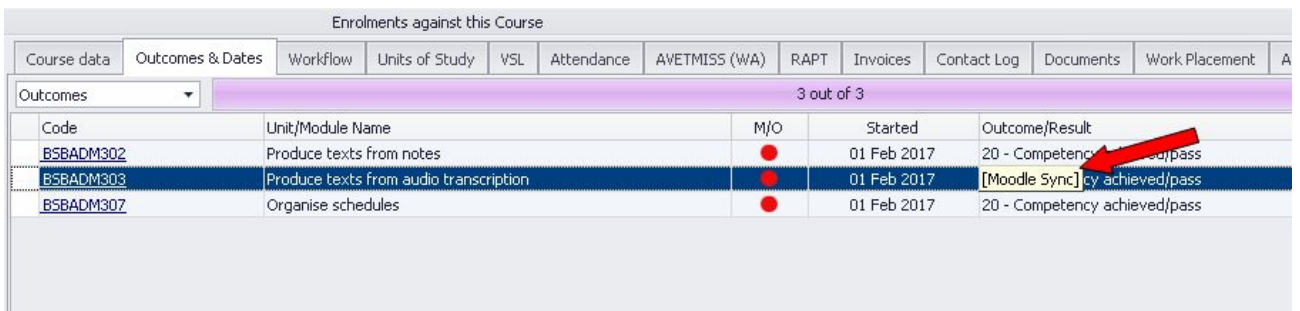 Enrolments against this Course
Course data Outcomes & Dates Workflow Units of Study VSL Attendance AVETMISS (WA) RAPT Invoices Contact Log Documents Work Placement A
Outcomes 3 out of 3
Code Unit/Module Name M/O Started Outcome/Result
BSBADM302 Produce texts from notes 01 Feb 2017 20 - Competency achieved/pass
BSBADM303 Produce texts from audio transcription 01 Feb 2017 [Moodle Sync]cy achieved/pass
BSBADM307 Organise schedules 01 Feb 2017 20 - Competency achieved/pass